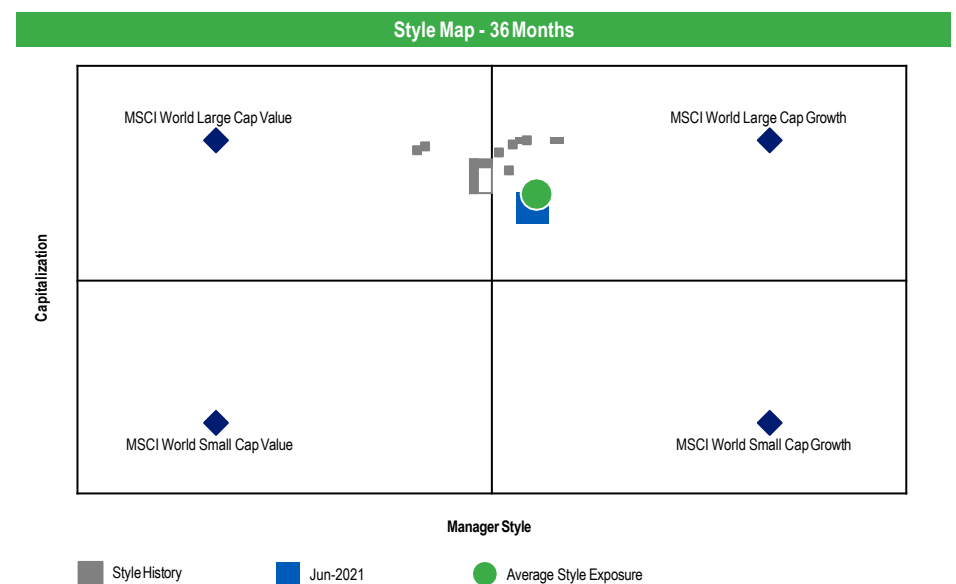 Style Map - 36 Months
MSCI World Large Cap Value
MSCI World Large Cap Growth
Capitalization
MSCI World Small Cap Value
MSCI World Small Cap Growth
Manager Style
Style History
Jun-2021
Average Style Exposure